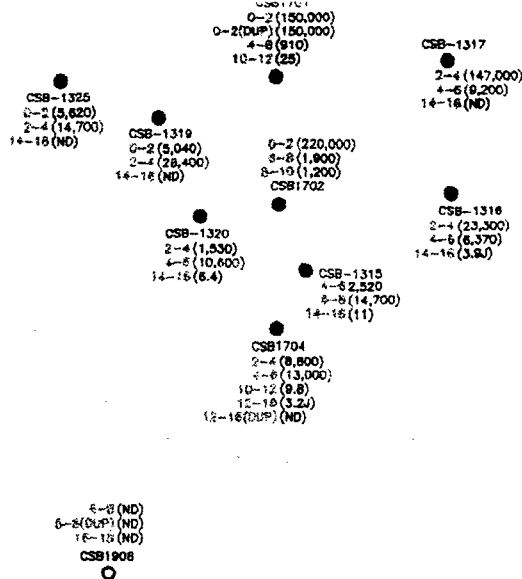 CSB1701
0-2(150,000)
0-2(DUP)(150,000)
4-8(910)
10-12(25)
CSB-1317
2-4(147,000)
4-6(9,200)
14-16(ND)
CSB-1325
0-2(5,620)
2-4(14,700)
14-16(ND)
CSB-1319
0-2(5,040)
2-4(28,400)
14-16(ND)
0-2(220,000)
6-8(1,900)
8-10(1,200)
CSB1702
CSB-1316
2-4(23,300)
4-6(6,370)
14-16(3.9J)
CSB-1320
2-4(1,530)
4-6(10,600)
14-16(6.4)
CSB-1315
4-6 2,520
6-8(14,700)
14-16(11)
CSB1704
2-4(8,800)
4-6(13,000)
10-12(9.8)
12-16(3.2J)
12-16(DUP)(ND)
6-8(ND)
6-8(DUP)(ND)
16-18(ND)
CSB1908